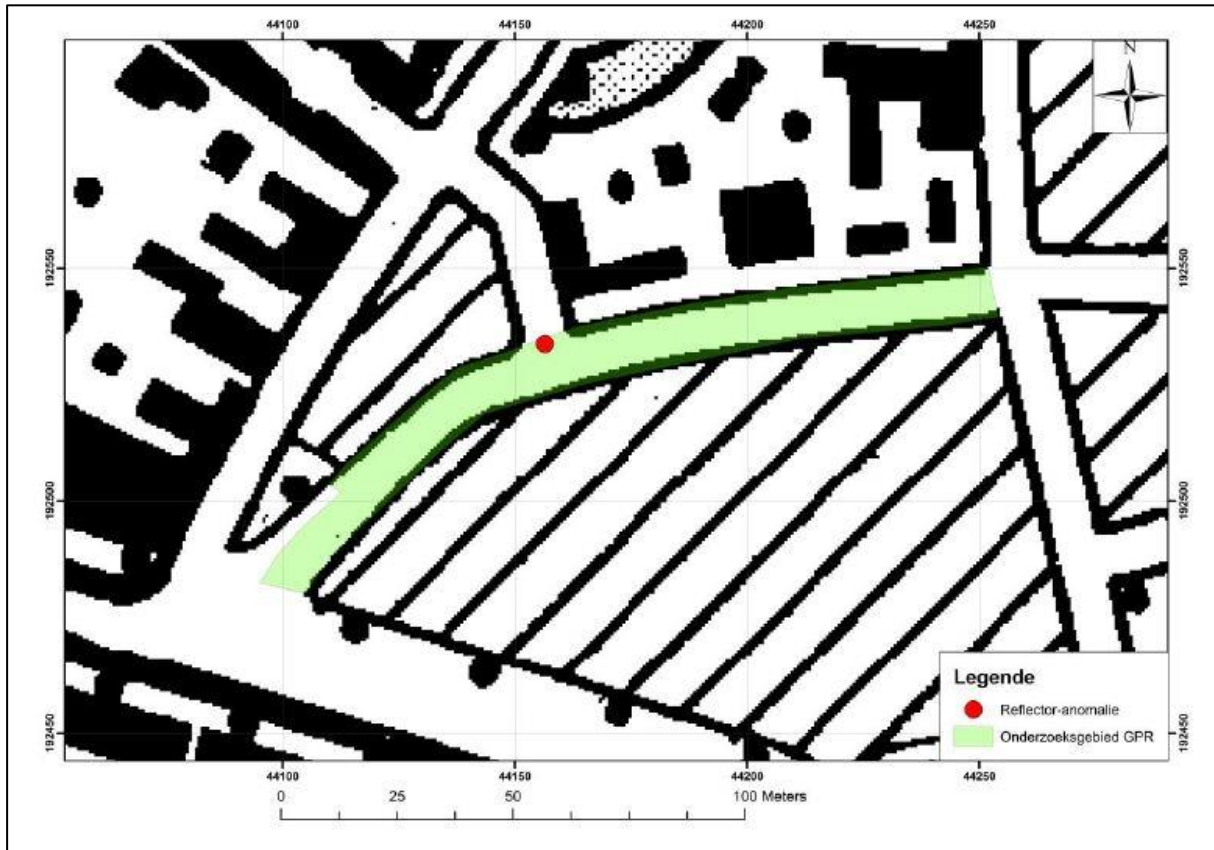 44100 44150 44200 44250
N
192550 192550
192500 192500
Legende
Reflector-anomalie
Onderzoeksgebied GPR
192450 192450
44100 44150 44200 44250
0 25 50 100 Meters